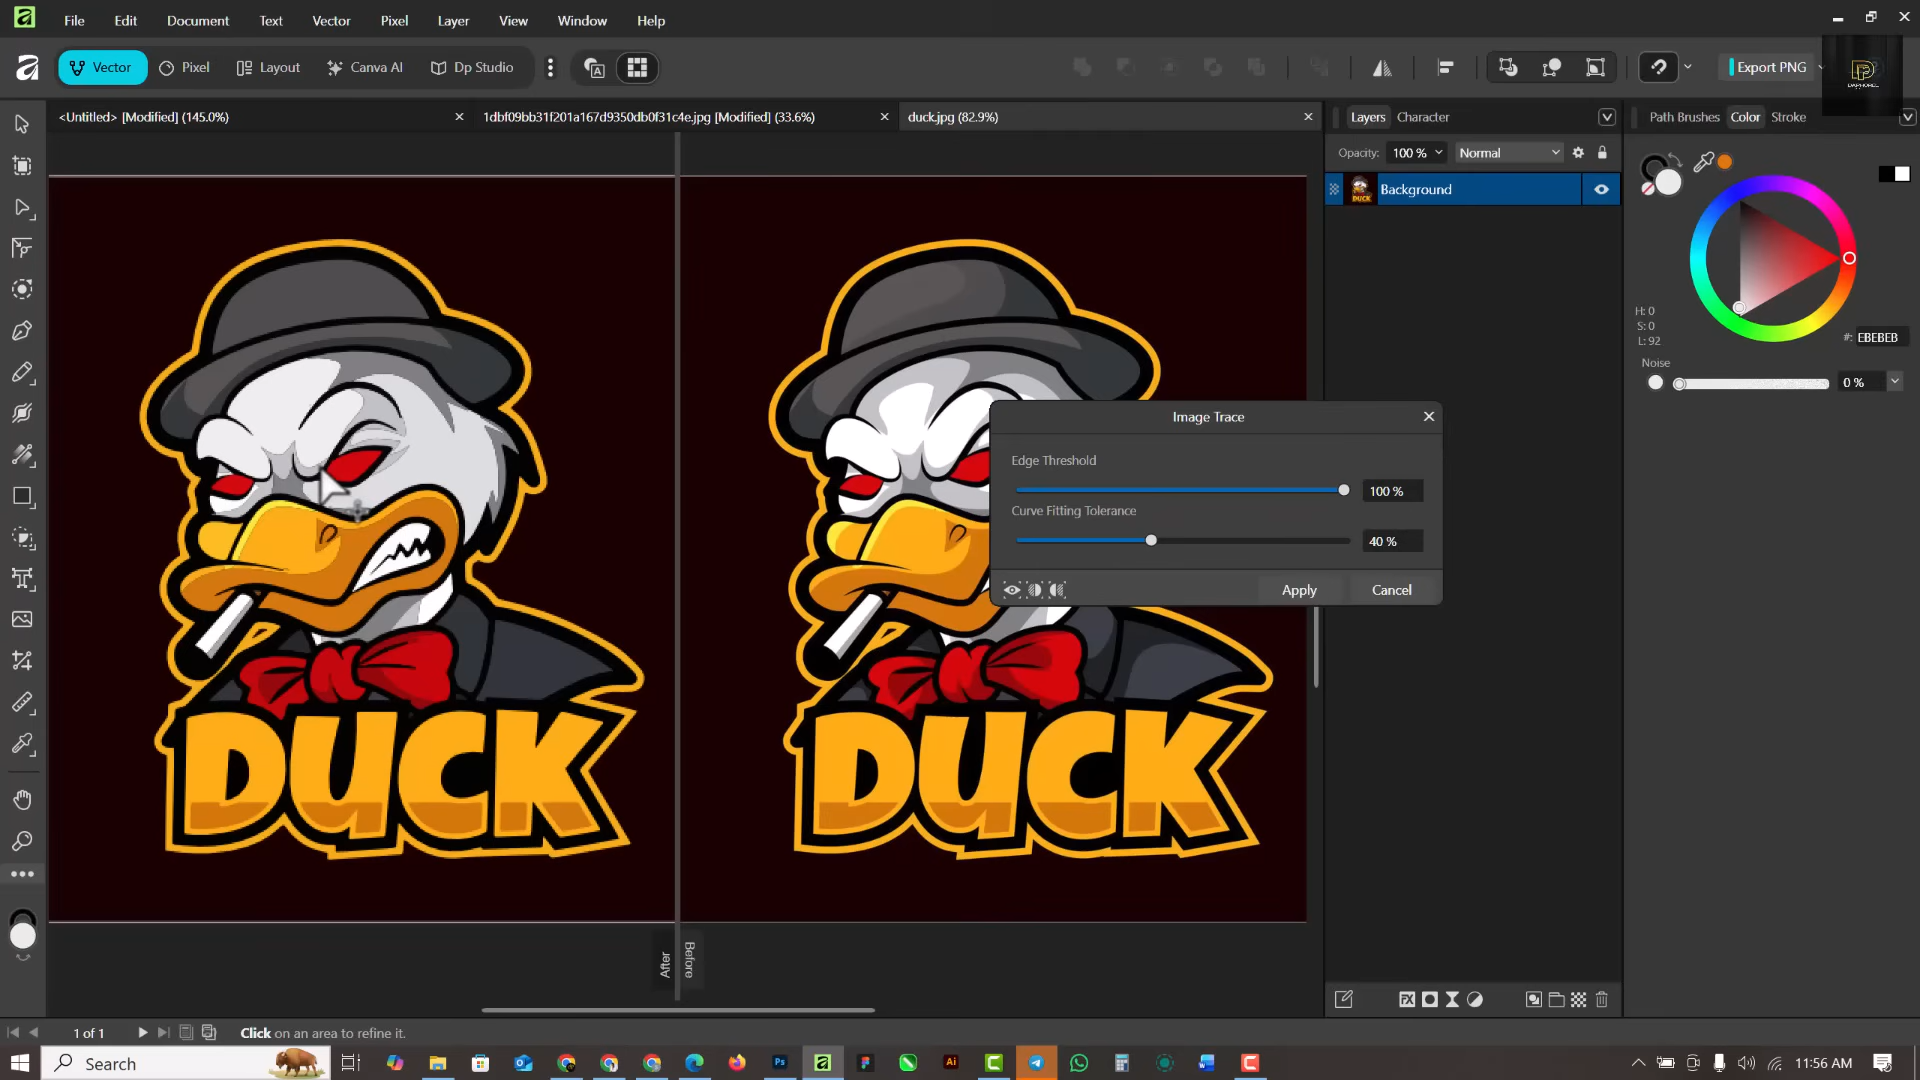 File Edit Document Text Vector Pixel Layer View Window Help
Vector Pixel Layout Canva AI Dp Studio Export PNG
<Untitled> [Modified] (145.0%) 1dbf09bb31f201a167d9350db0f31c4e.jpg [Modified] (33.6%) duck.jpg (82.9%)
Layers Character
Path Brushes Color Stroke
Opacity: 100 % Normal
Background
DUCK
H: 0
S: 0
L: 92
#: EBEBEB
Noise
0 %
Image Trace
Edge Threshold
100 %
Curve Fitting Tolerance
40 %
Apply Cancel
DUCK
DUCK
After
Before
1 of 1 Click on an area to refine it.
Search
Ps
Ai
11:56 AM